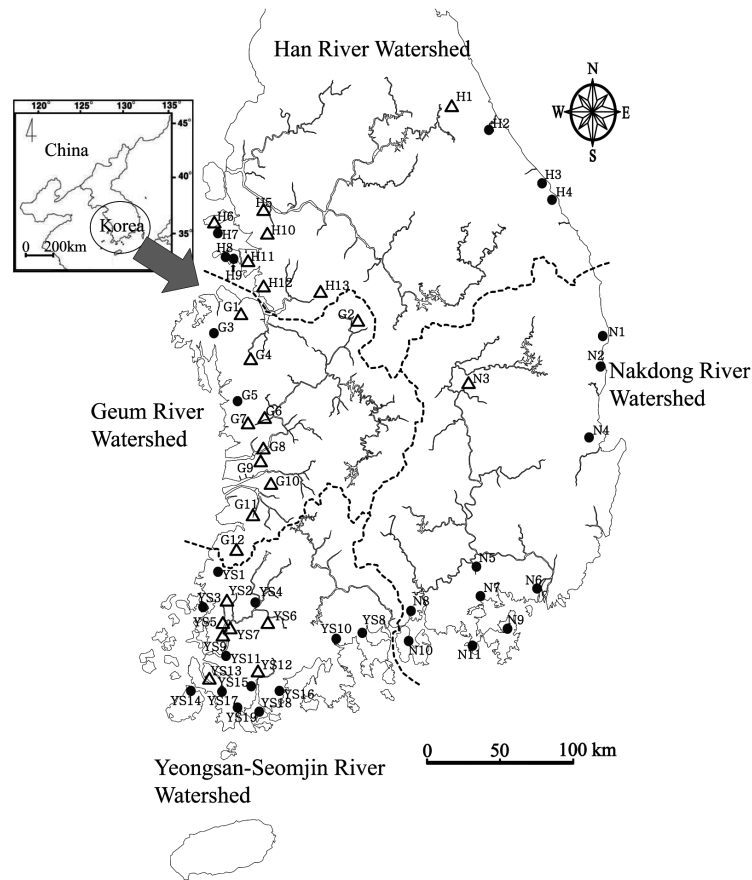 Han River Watershed
120° 125° 130° 135°
45°
40°
35°
China
Korea
0 200km
N
W E
S
H1
H2
H3
H4
H5
H6
H7
H10
H8
H11
H9
H12
H13
G1
G2
G3
G4
N1
N2
N3
Nakdong River
Watershed
G5
G6
G7
Geum River
Watershed
N4
G8
G9
G10
G11
G12
N5
N6
N7
YS1
YS2
YS3
YS4
N8
N9
YS5
YS6
YS7
YS8
YS10
N10
N11
YS9
YS11
YS12
YS13
YS15
YS14
YS16
YS17
YS18
YS19
0 50 100 km
Yeongsan-Seomjin River
Watershed